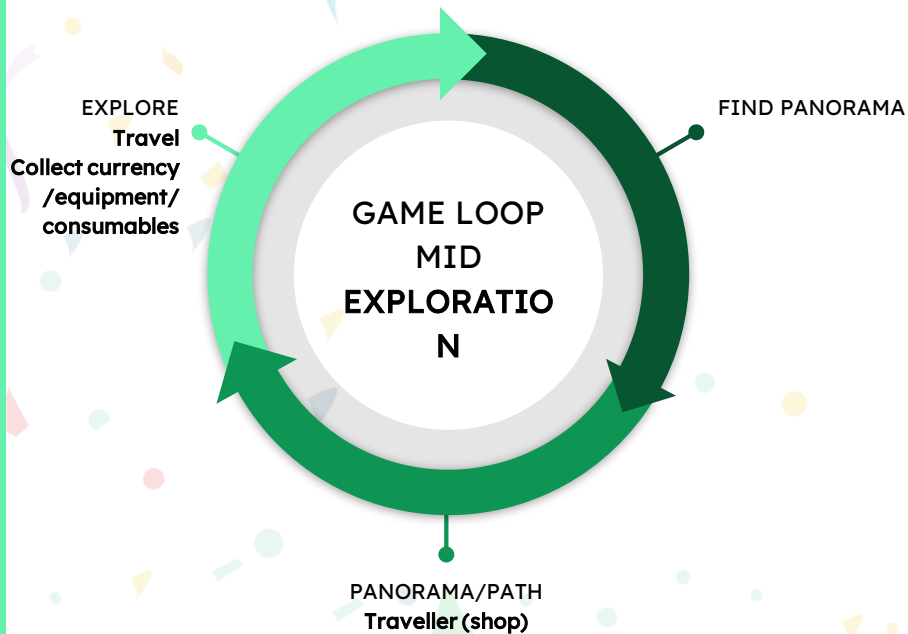 EXPLORE
Travel
Collect currency
/equipment/
consumables
FIND PANORAMA
GAME LOOP
MID
EXPLORATIO
N
PANORAMA/PATH
Traveller (shop)